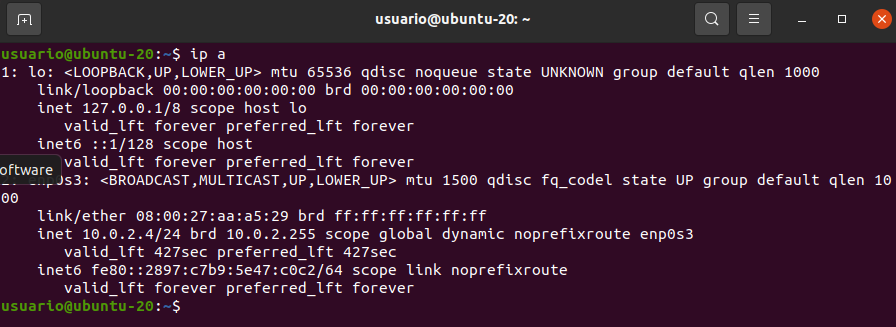 usuario@ubuntu-20: ~
usuario@ubuntu-20:~$ ip a
1: lo: <LOOPBACK,UP,LOWER_UP> mtu 65536 qdisc noqueue state UNKNOWN group default qlen 1000
    link/loopback 00:00:00:00:00:00 brd 00:00:00:00:00:00
    inet 127.0.0.1/8 scope host lo
       valid_lft forever preferred_lft forever
    inet6 ::1/128 scope host
oftware
       valid_lft forever preferred_lft forever
enp0s3: <BROADCAST,MULTICAST,UP,LOWER_UP> mtu 1500 qdisc fq_codel state UP group default qlen 10
00
    link/ether 08:00:27:aa:a5:29 brd ff:ff:ff:ff:ff:ff
    inet 10.0.2.4/24 brd 10.0.2.255 scope global dynamic noprefixroute enp0s3
       valid_lft 427sec preferred_lft 427sec
    inet6 fe80::2897:c7b9:5e47:c0c2/64 scope link noprefixroute
       valid_lft forever preferred_lft forever
usuario@ubuntu-20:~$